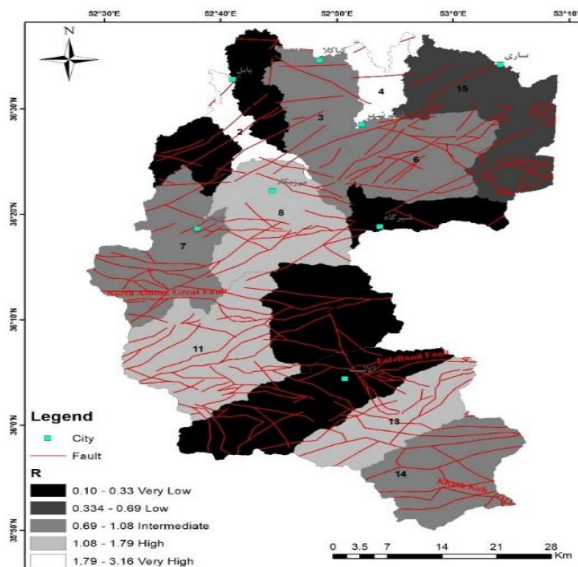 52°30'E 52°40'E 52°50'E 53°0'E 53°10'E
N
بابل
کیاکلا
ساری
36°30'N
15
4
2
3
6
36°20'N
8
شیرگاه
7
North Alborz Great Fault
36°10'N
11
Fault
13
36°0'N
14
35°50'N
Legend
City
Fault
R
0.10 - 0.33 Very Low
0.334 - 0.69 Low
0.69 - 1.08 Intermediate
1.08 - 1.79 High
1.79 - 3.16 Very High
0 3.5 7 14 21 28
KM